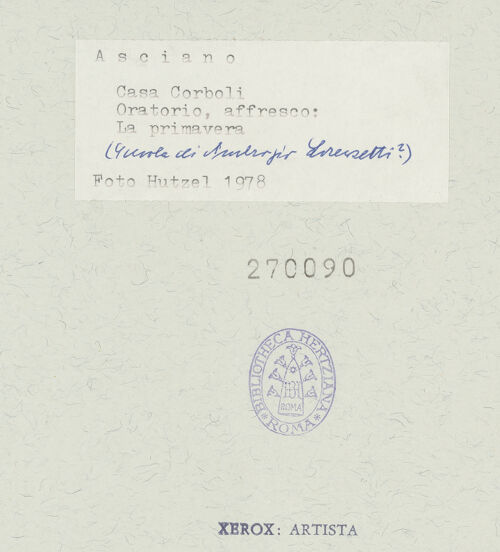 Asciano
Casa Corboli
Oratorio, affresco:
La primavera
(Scuola di Ambrogio Lorenzetti?)
Foto Hutzel 1978
270090
BIBLIOTHECA HERTZIANA
ROMA
ROMA
XEROX: ARTISTA